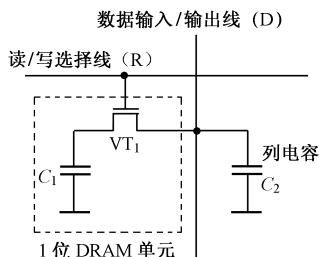 数据输入/输出线 (D)
读/写选择线（R）
VT1
列电容
C1
C2
1 位 DRAM 单元